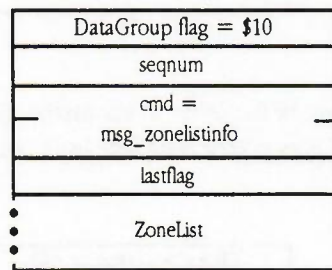 DataGroup flag = $10
seqnum
cmd =
msg_zonelistinfo
lastflag
ZoneList